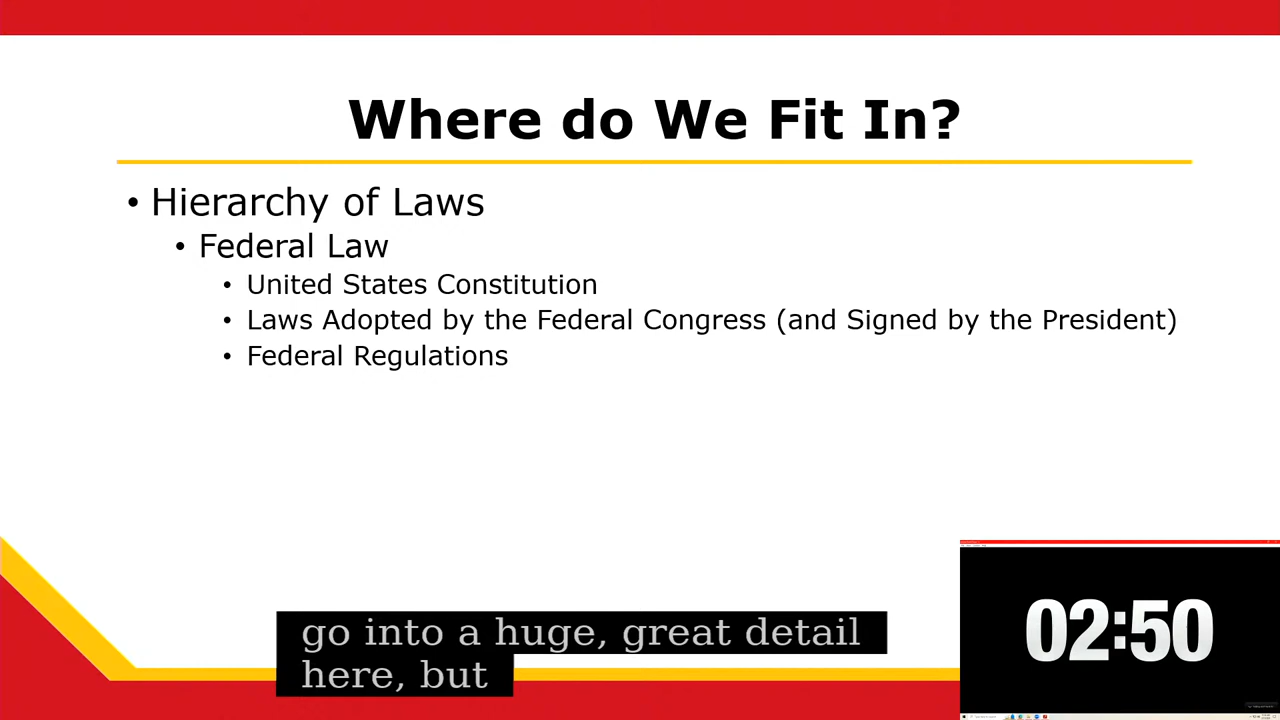 Where do We Fit In?
• Hierarchy of Laws
• Federal Law
• United States Constitution
• Laws Adopted by the Federal Congress (and Signed by the President)
• Federal Regulations
go into a huge, great detail
here, but
02:50